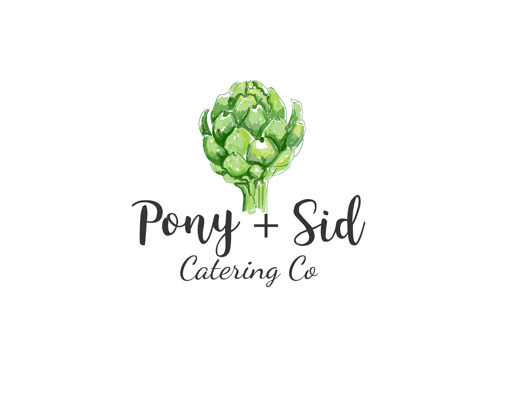 Pony + Sid
Catering Co